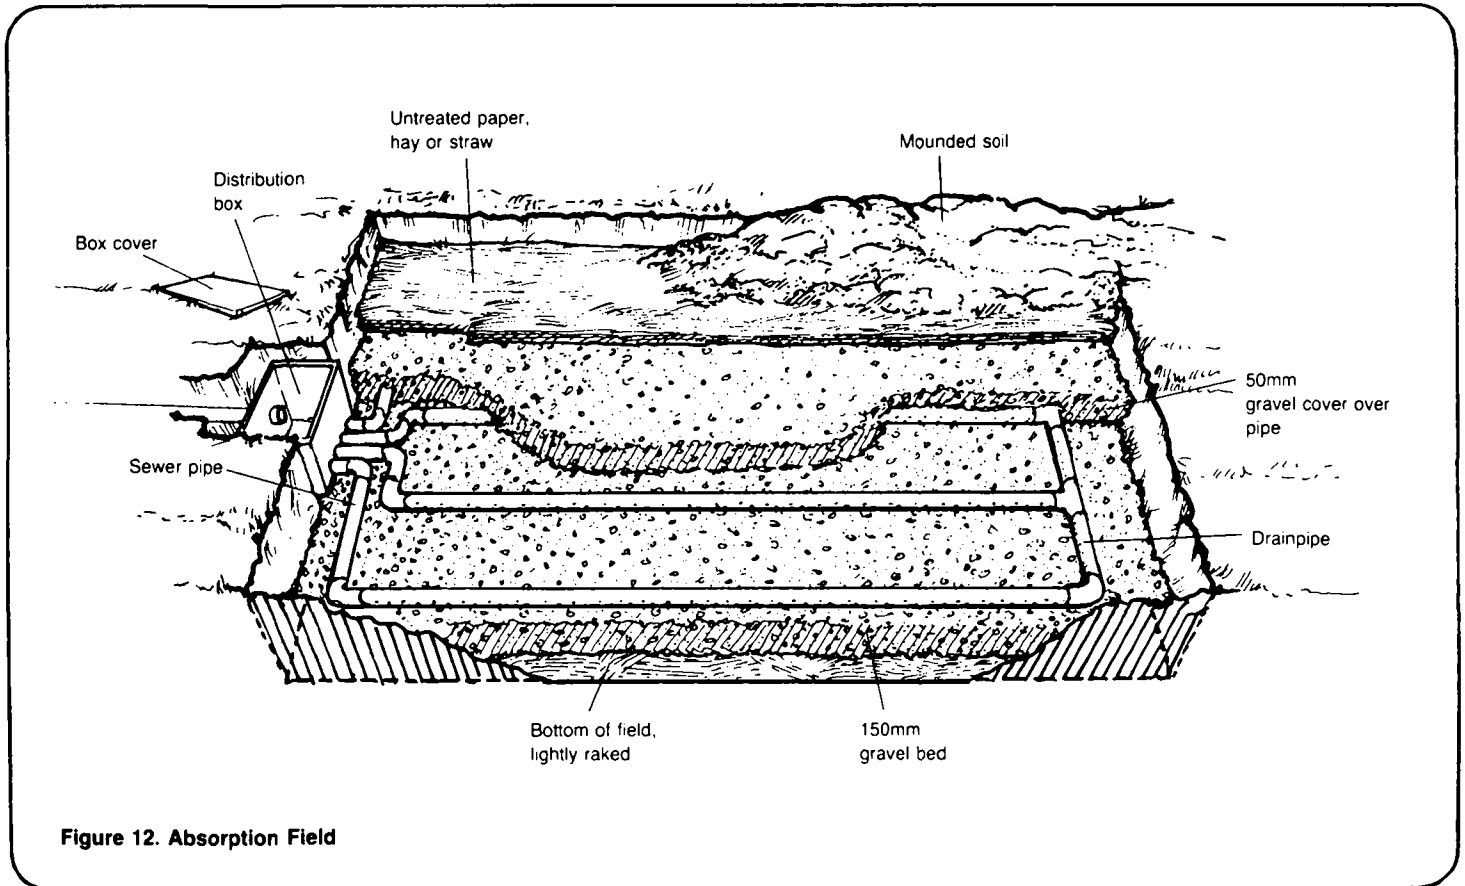 Untreated paper,
hay or straw
Mounded soil
Distribution
box
Box cover
50mm
gravel cover over
pipe
Sewer pipe
Drainpipe
Bottom of field,
lightly raked
150mm
gravel bed
Figure 12. Absorption Field